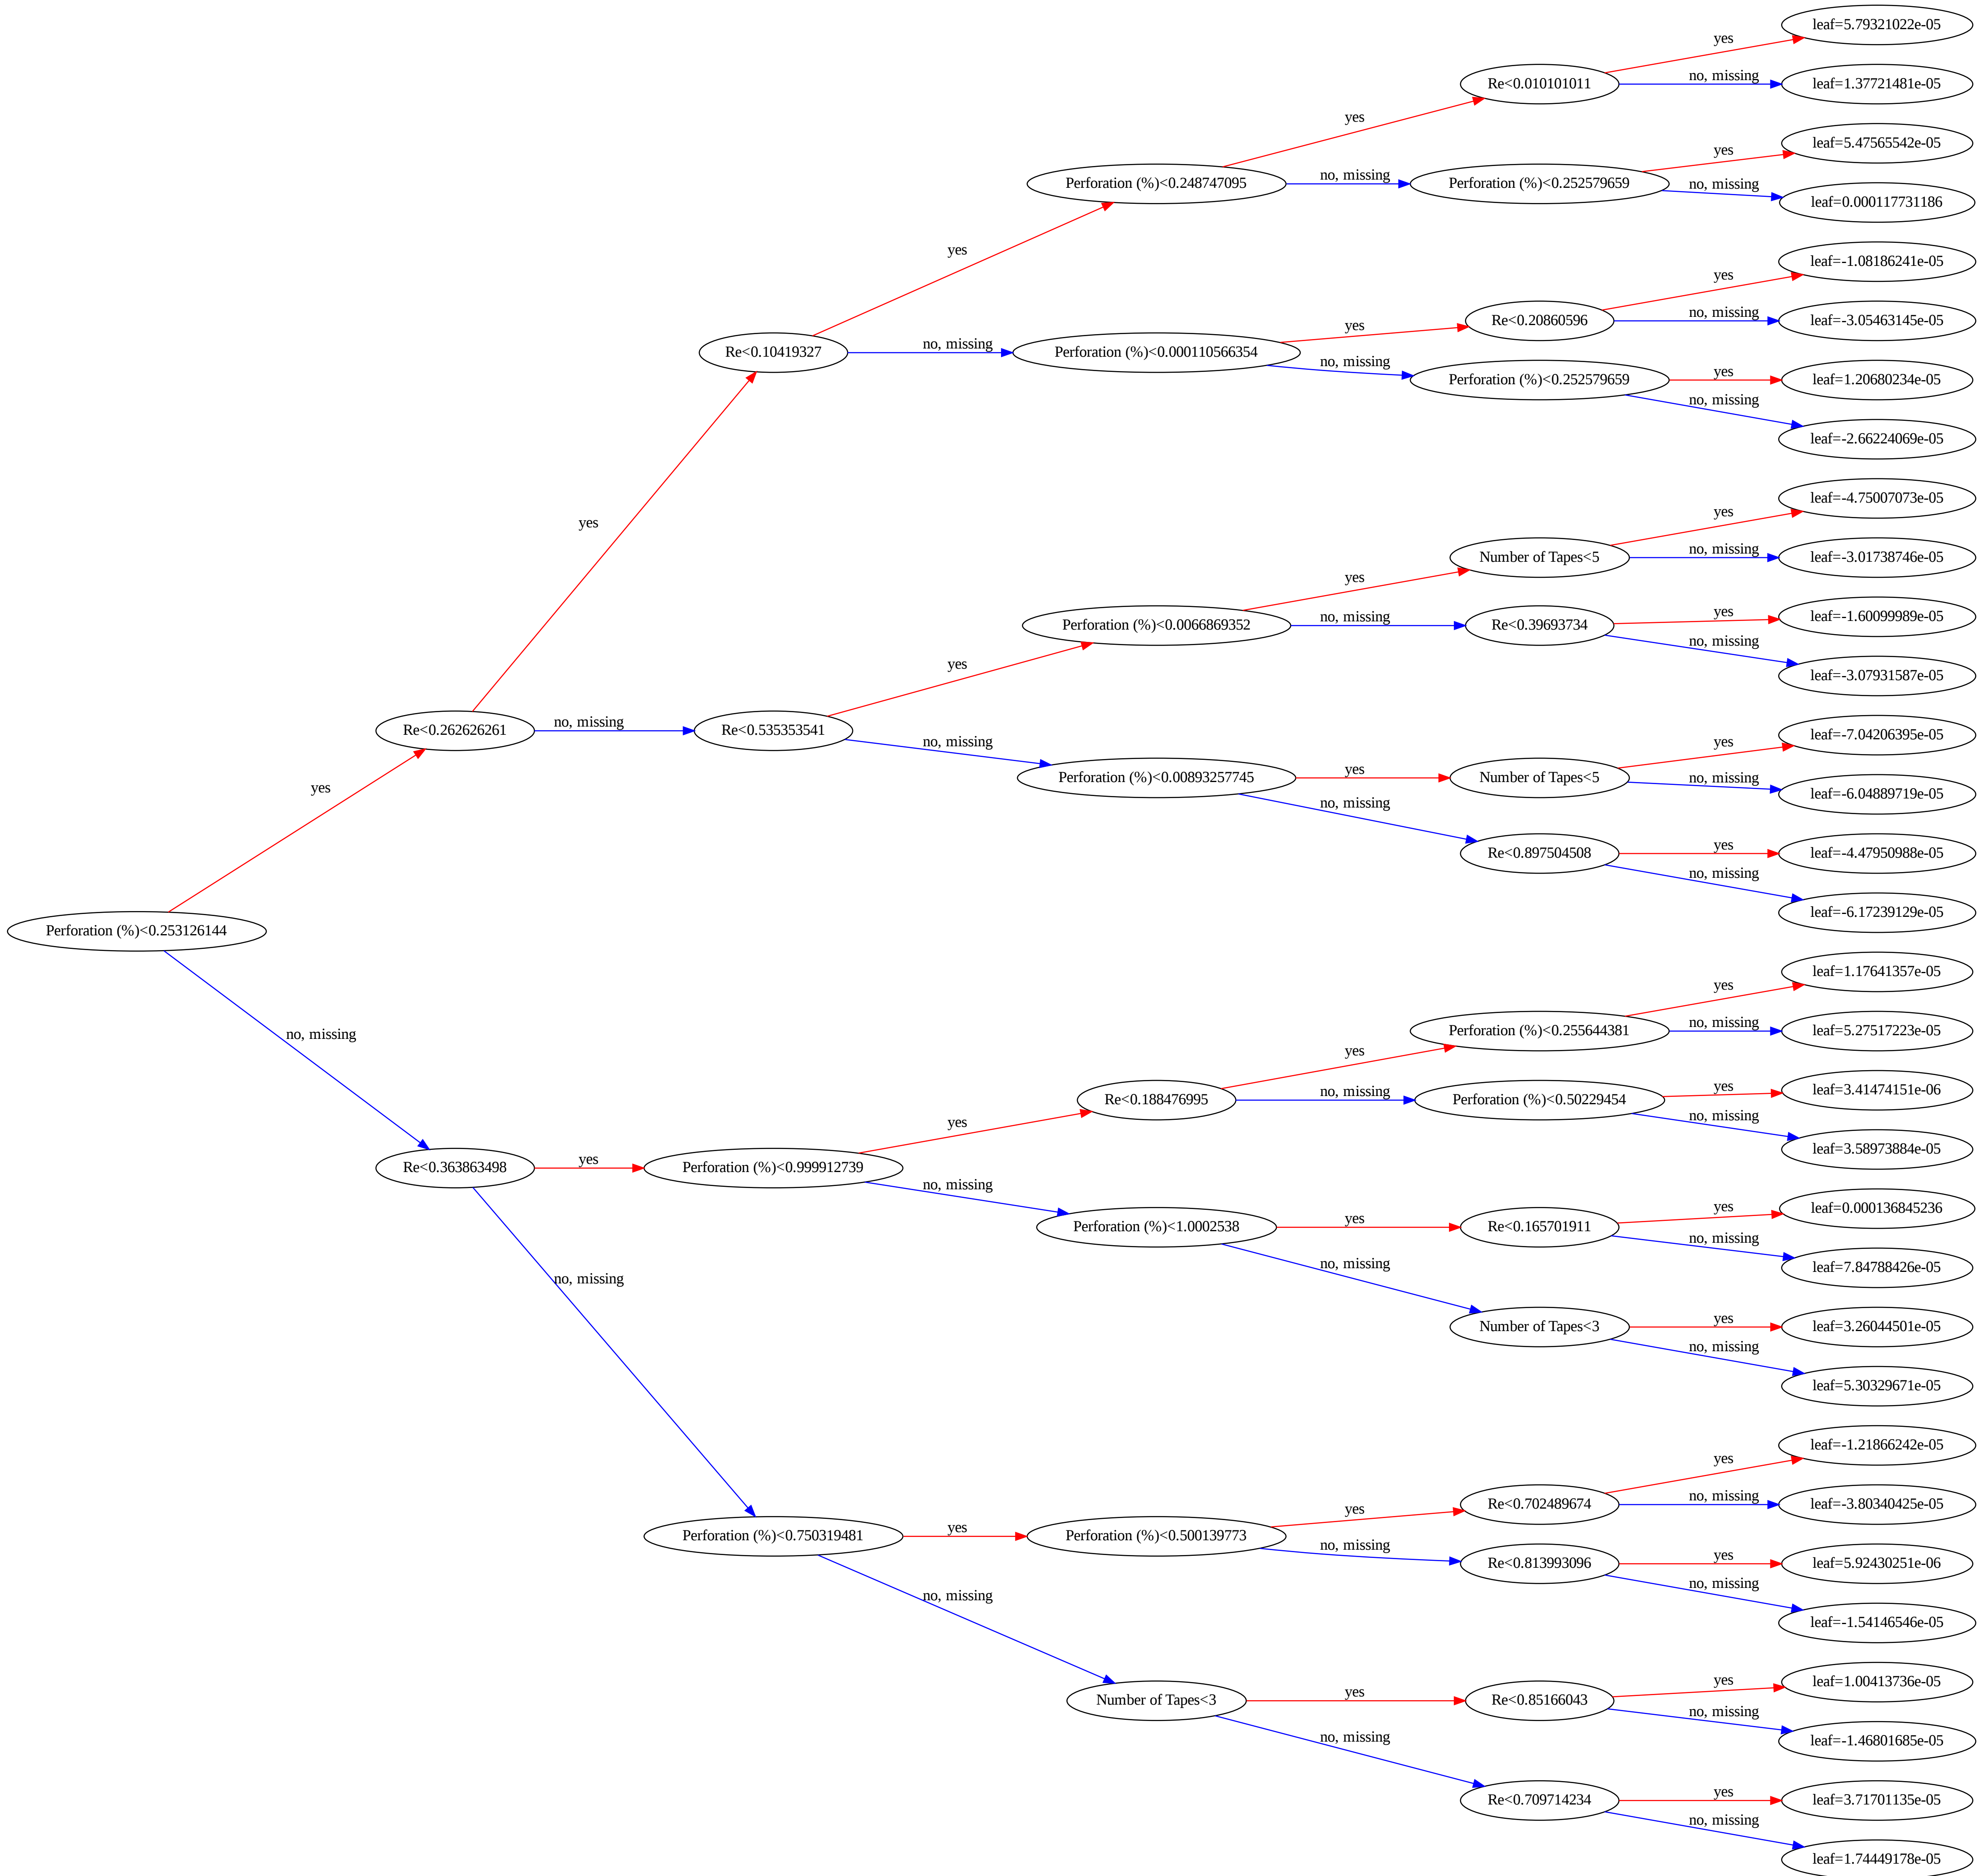 leaf=5.79321022e-05
yes
Re<0.010101011
no, missing
leaf=1.37721481e-05
yes
leaf=5.47565542e-05
yes
Perforation (%)<0.248747095
no, missing
Perforation (%)<0.252579659
no, missing
leaf=0.000117731186
yes
leaf=-1.08186241e-05
yes
Re<0.20860596
no, missing
leaf=-3.05463145e-05
yes
Re<0.10419327
no, missing
Perforation (%)<0.000110566354
no, missing
Perforation (%)<0.252579659
yes
leaf=1.20680234e-05
no, missing
leaf=-2.66224069e-05
yes
leaf=-4.75007073e-05
yes
Number of Tapes<5
no, missing
leaf=-3.01738746e-05
yes
Perforation (%)<0.0066869352
no, missing
Re<0.39693734
yes
leaf=-1.60099989e-05
no, missing
leaf=-3.07931587e-05
yes
Re<0.262626261
no, missing
Re<0.535353541
no, missing
leaf=-7.04206395e-05
yes
Perforation (%)<0.00893257745
yes
Number of Tapes<5
no, missing
leaf=-6.04889719e-05
yes
no, missing
Re<0.897504508
yes
leaf=-4.47950988e-05
no, missing
leaf=-6.17239129e-05
Perforation (%)<0.253126144
no, missing
leaf=1.17641357e-05
yes
Perforation (%)<0.255644381
no, missing
leaf=5.27517223e-05
yes
Re<0.188476995
no, missing
Perforation (%)<0.50229454
yes
leaf=3.41474151e-06
no, missing
leaf=3.58973884e-05
yes
Re<0.363863498
yes
Perforation (%)<0.999912739
no, missing
leaf=0.000136845236
yes
Perforation (%)<1.0002538
yes
Re<0.165701911
no, missing
leaf=7.84788426e-05
no, missing
no, missing
Number of Tapes<3
yes
leaf=3.26044501e-05
no, missing
leaf=5.30329671e-05
leaf=-1.21866242e-05
yes
Re<0.702489674
no, missing
leaf=-3.80340425e-05
yes
Perforation (%)<0.750319481
yes
Perforation (%)<0.500139773
no, missing
Re<0.813993096
yes
leaf=5.92430251e-06
no, missing
leaf=-1.54146546e-05
no, missing
leaf=1.00413736e-05
yes
Number of Tapes<3
yes
Re<0.85166043
no, missing
leaf=-1.46801685e-05
no, missing
Re<0.709714234
yes
leaf=3.71701135e-05
no, missing
leaf=1.74449178e-05